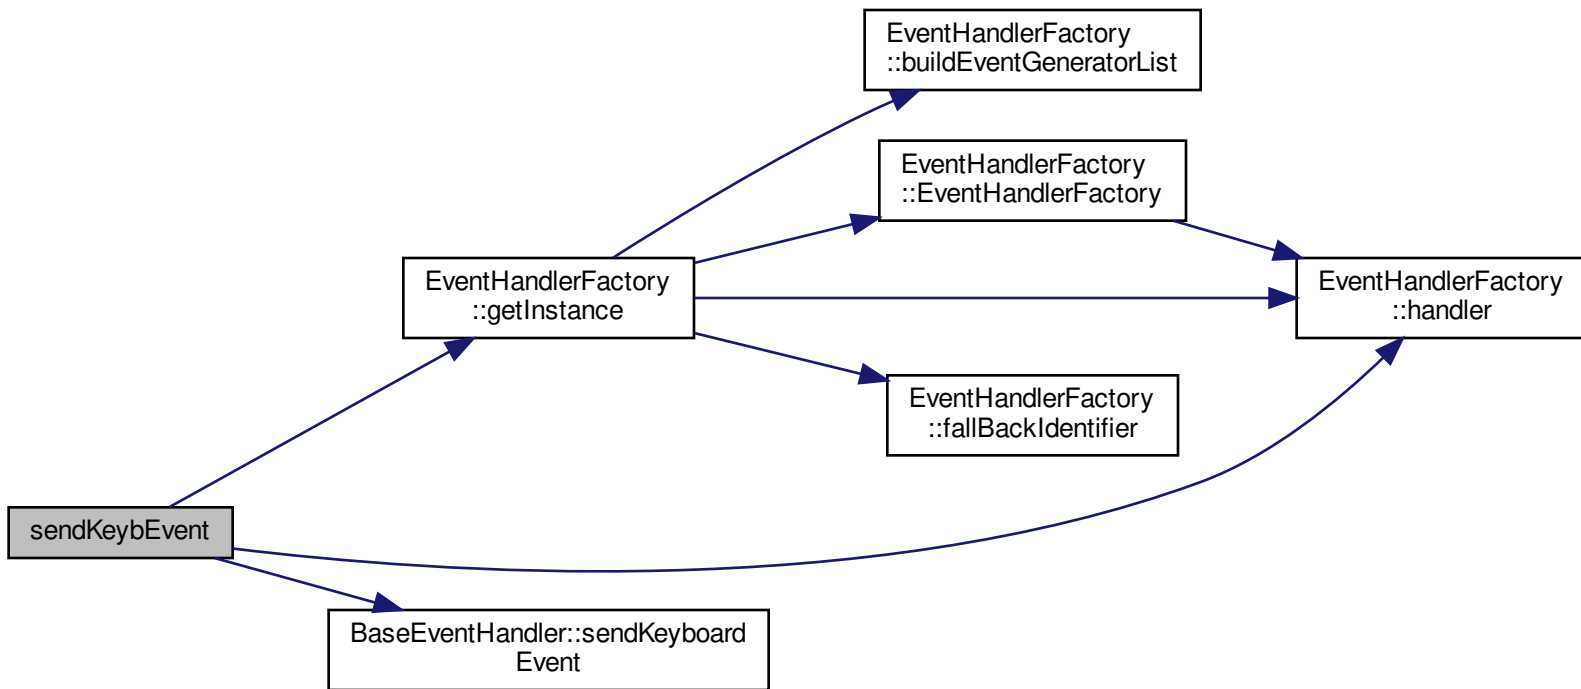 EventHandlerFactory
::buildEventGeneratorList
EventHandlerFactory
::EventHandlerFactory
EventHandlerFactory
::getInstance
EventHandlerFactory
::handler
EventHandlerFactory
::fallBackIdentifier
sendKeybEvent
BaseEventHandler::sendKeyboard
Event